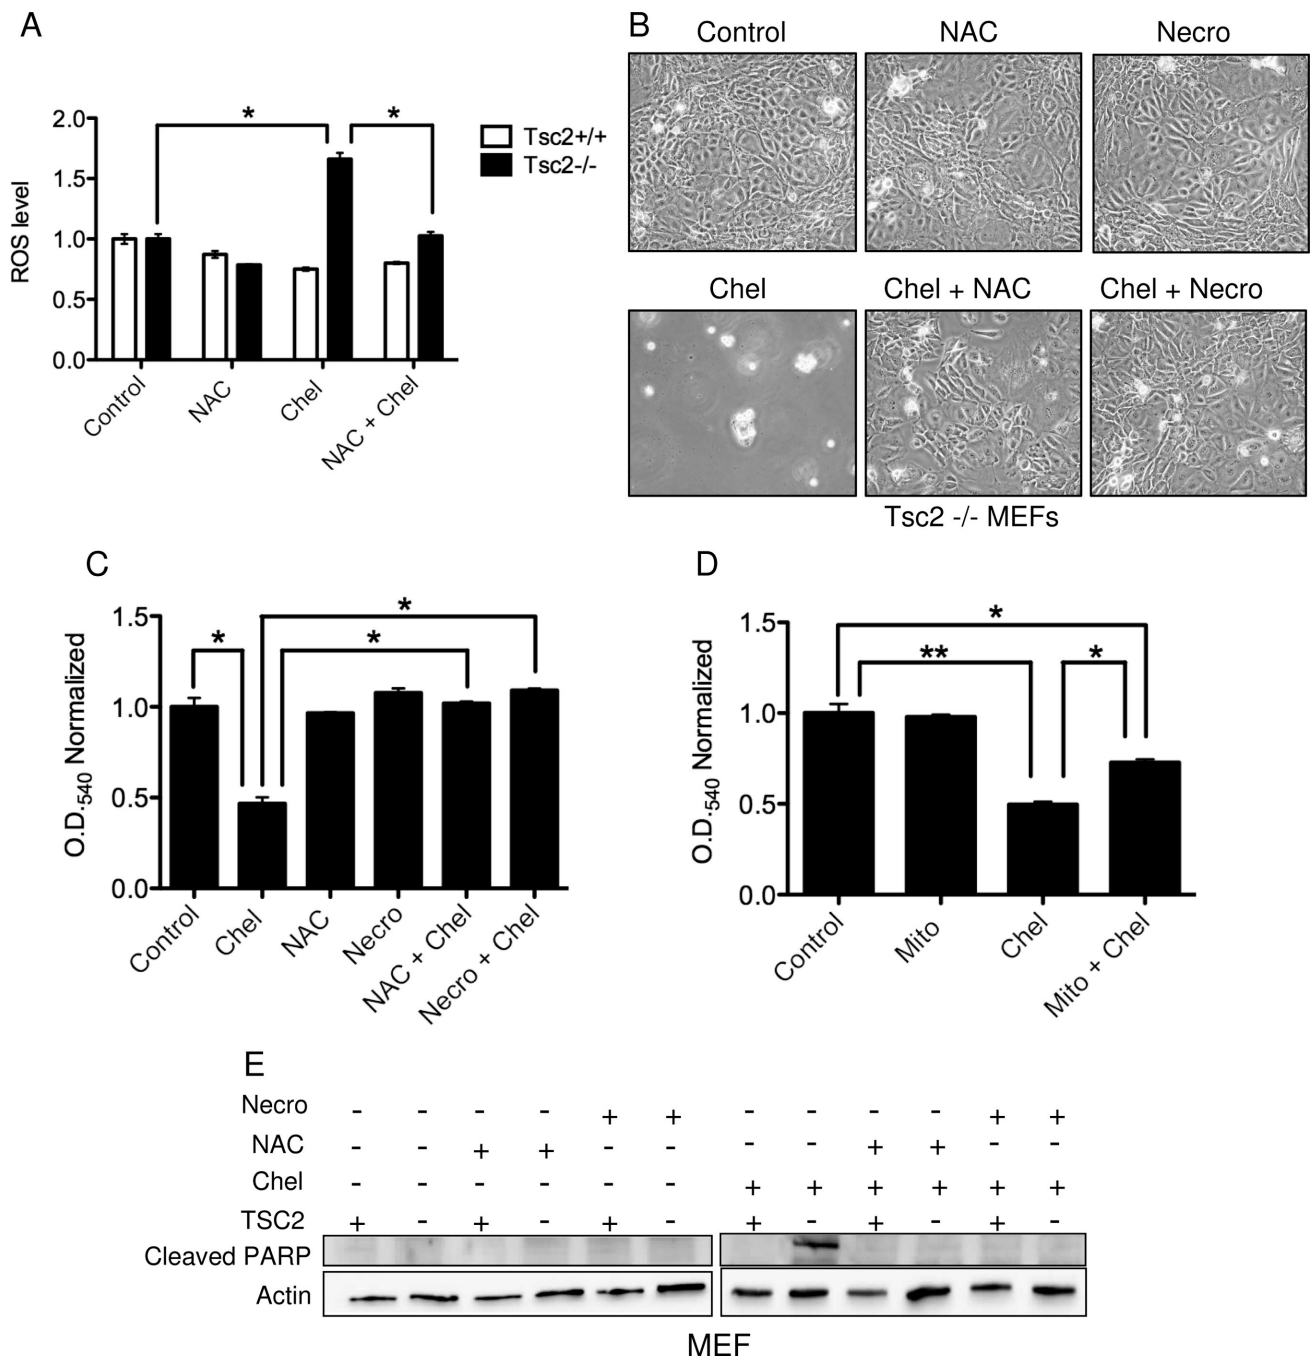 A
2.0
1.5
1.0
0.5
0.0
ROS level
* *
Tsc2+/+
Tsc2-/-
Control NAC Chel NAC + Chel
B
Control NAC Necro
Chel Chel + NAC Chel + Necro
Tsc2 -/- MEFs
C
1.5
1.0
0.5
0.0
O.D.540 Normalized
*
* *
Control Chel NAC Necro NAC + Chel Necro + Chel
D
1.5
1.0
0.5
0.0
O.D.540 Normalized
*
** *
Control Mito Chel Mito + Chel
E
Necro - - - - + + - - - - + +
NAC - - + + - - - - + + - -
Chel - - - - - - + + + + + +
TSC2 + - + - + - + - + - + -
Cleaved PARP
Actin
MEF